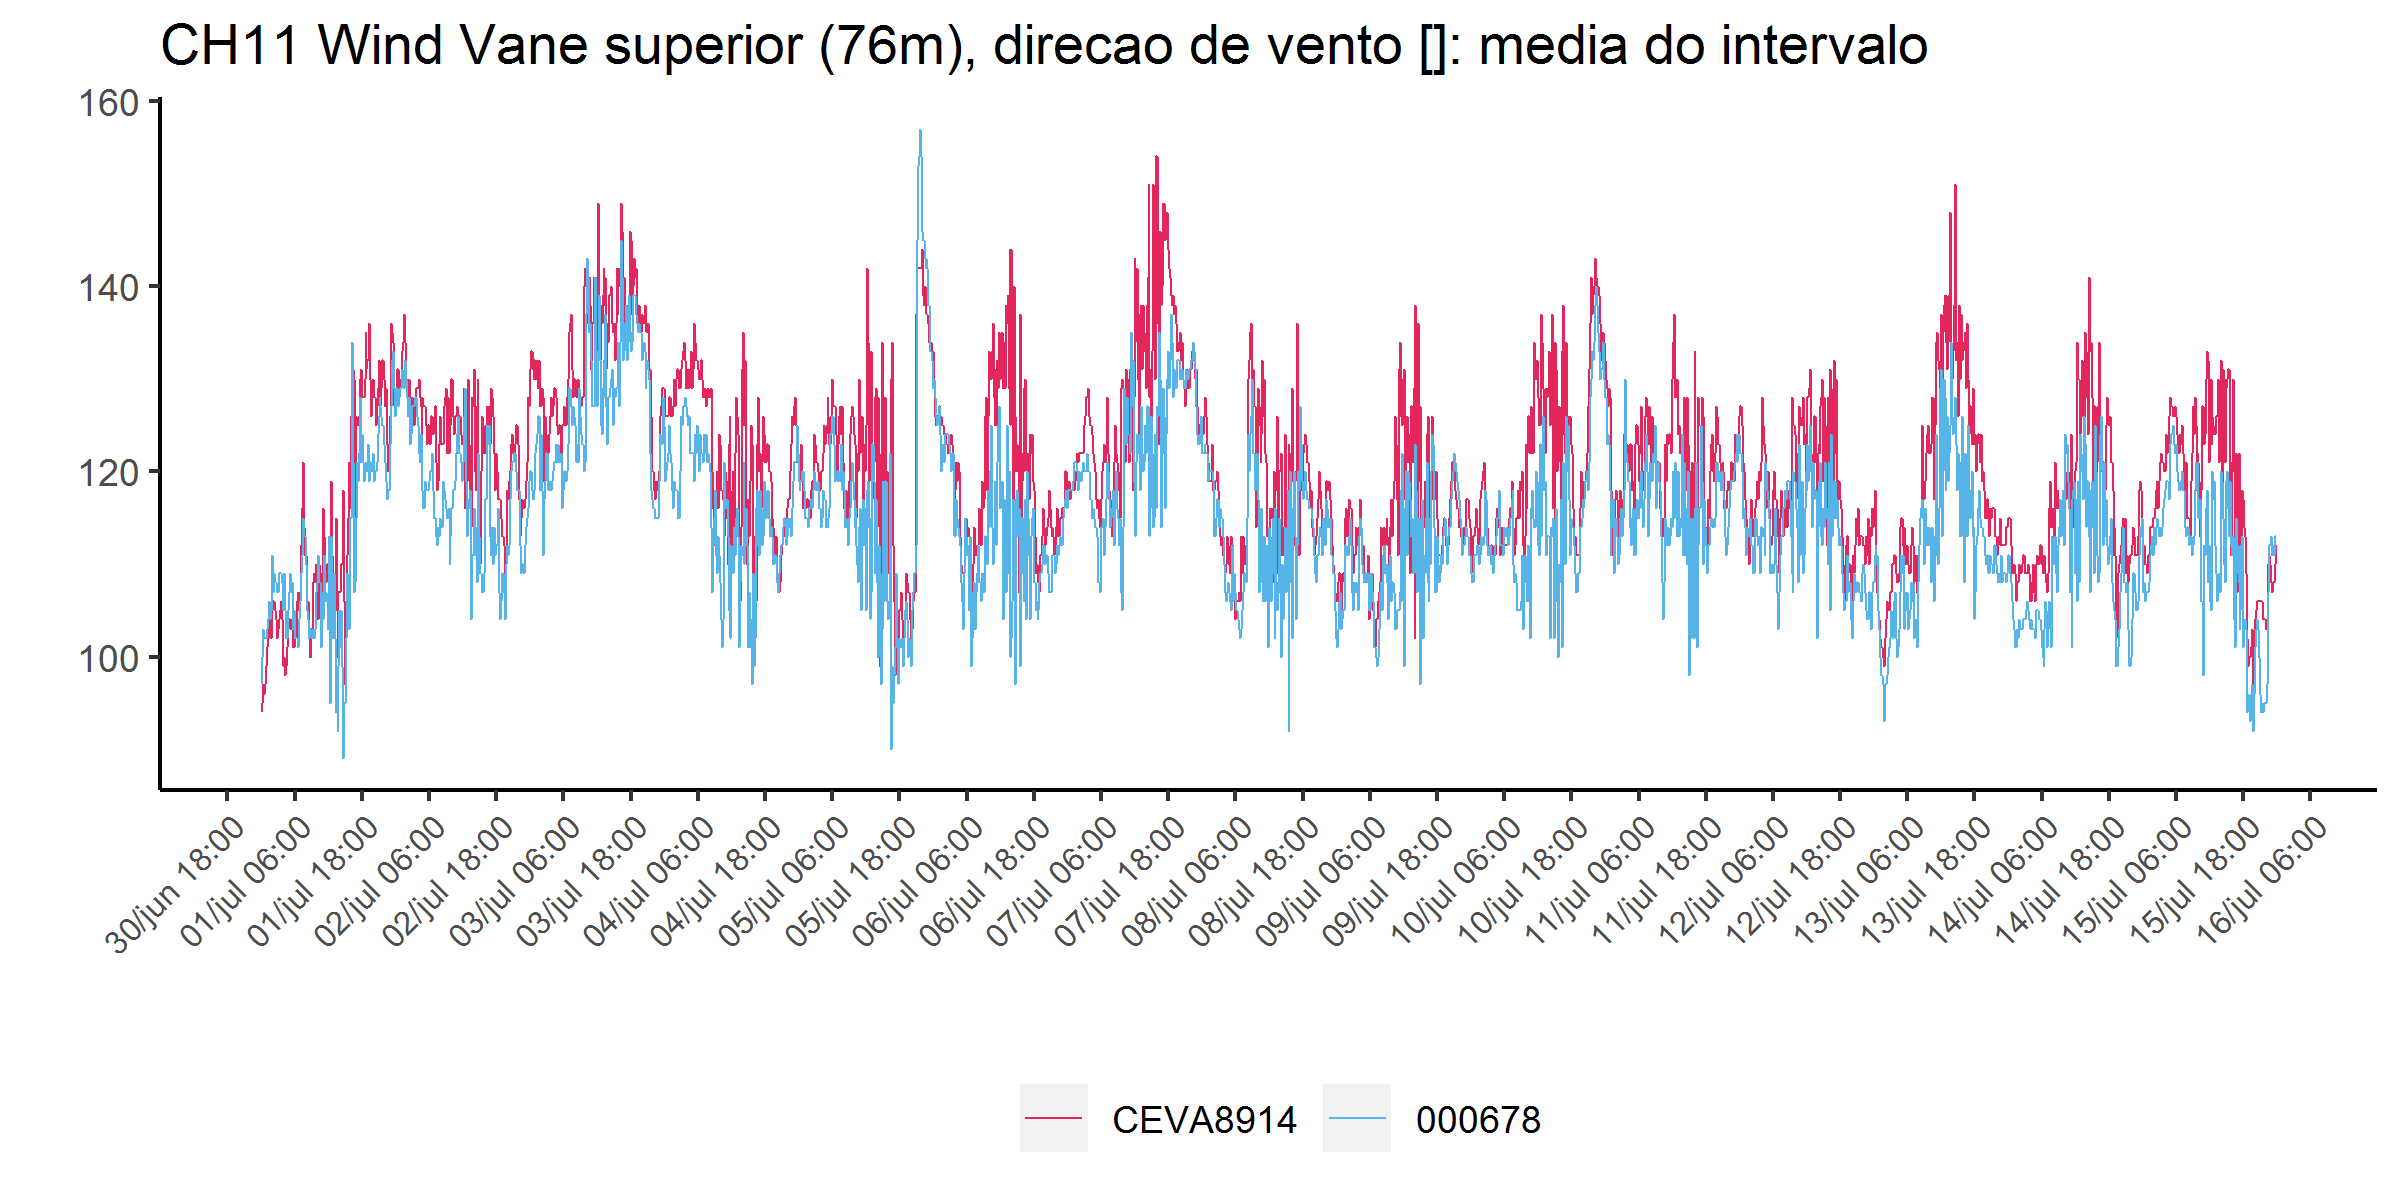 CH11 Wind Vane superior (76m), direcao de vento []: media do intervalo
160
140
120
100
30/jun 18:00
01/jul 06:00
01/jul 18:00
02/jul 06:00
02/jul 18:00
03/jul 06:00
03/jul 18:00
04/jul 06:00
04/jul 18:00
05/jul 06:00
05/jul 18:00
06/jul 06:00
06/jul 18:00
07/jul 06:00
07/jul 18:00
08/jul 06:00
08/jul 18:00
09/jul 06:00
09/jul 18:00
10/jul 06:00
10/jul 18:00
11/jul 06:00
11/jul 18:00
12/jul 06:00
12/jul 18:00
13/jul 06:00
13/jul 18:00
14/jul 06:00
14/jul 18:00
15/jul 06:00
15/jul 18:00
16/jul 06:00
CEVA8914 000678